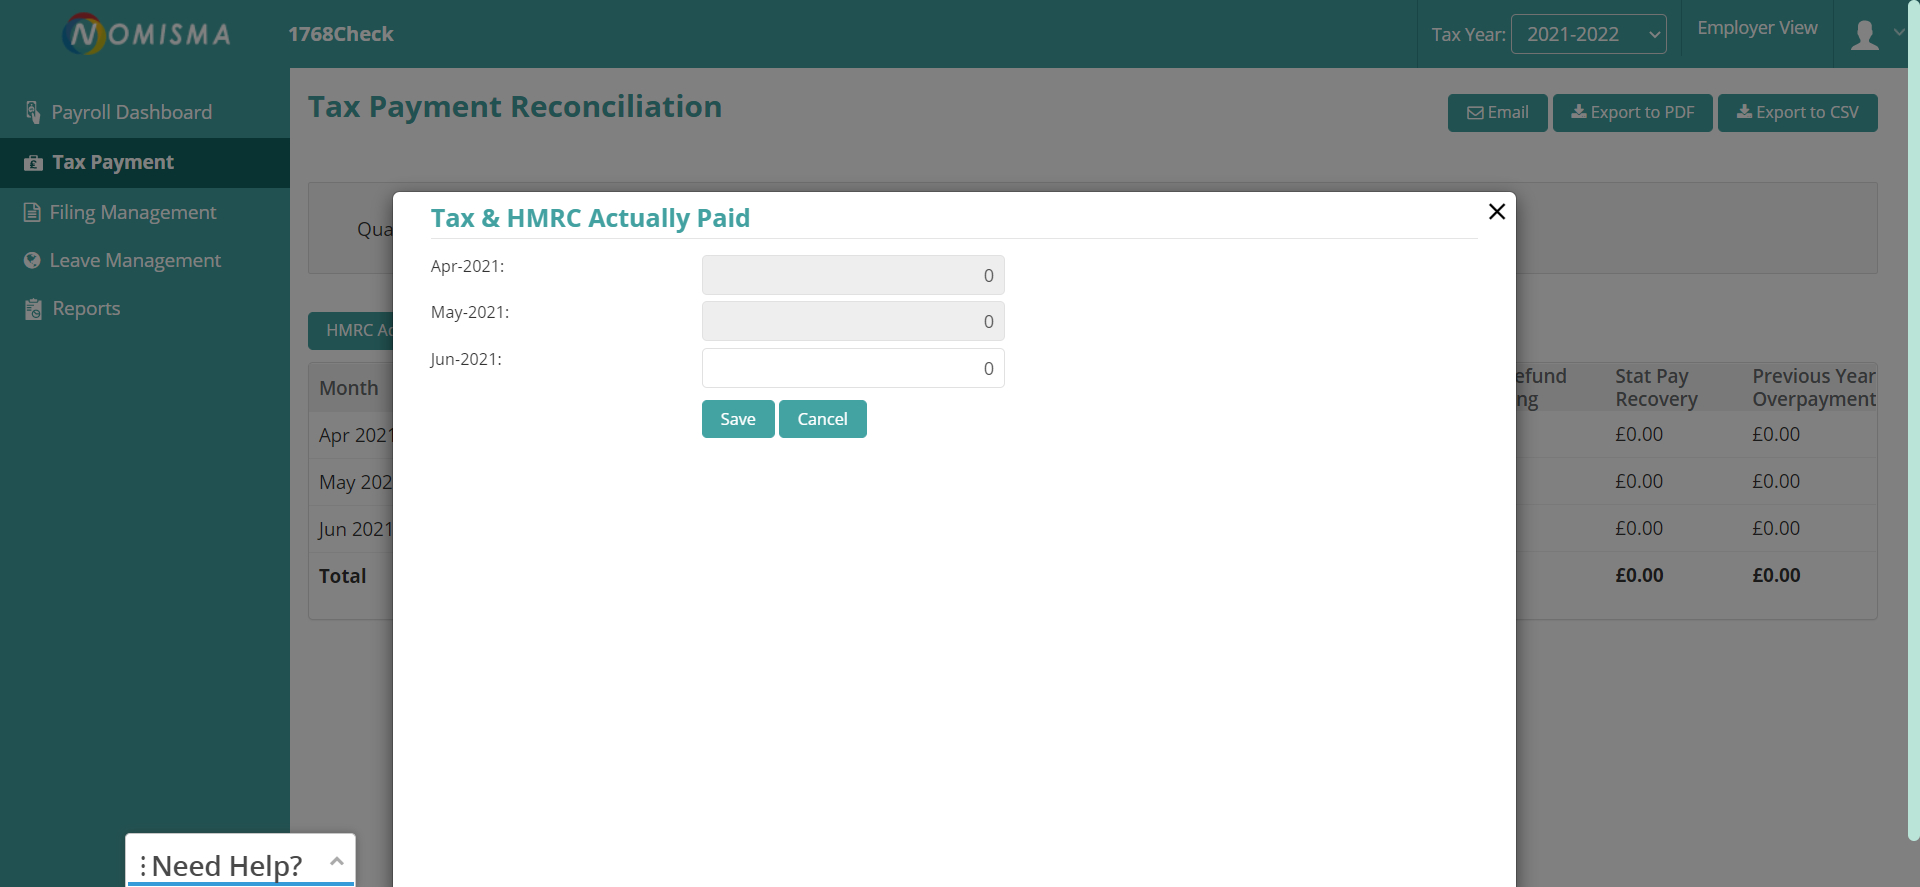 NOMISMA
1768Check
Tax Year: 2021-2022
Employer View
Payroll Dashboard
Tax Payment
Filing Management
Leave Management
Reports
Tax Payment Reconciliation
Email
Export to PDF
Export to CSV
Qua
HMRC Ac
Month
efund
ng
Stat Pay
Recovery
Previous Year
Overpayment
Apr 2021
£0.00 £0.00
May 202
£0.00 £0.00
Jun 2021
£0.00 £0.00
Total
£0.00 £0.00
Tax & HMRC Actually Paid
Apr-2021: 0
May-2021: 0
Jun-2021: 0
Save Cancel
Need Help?